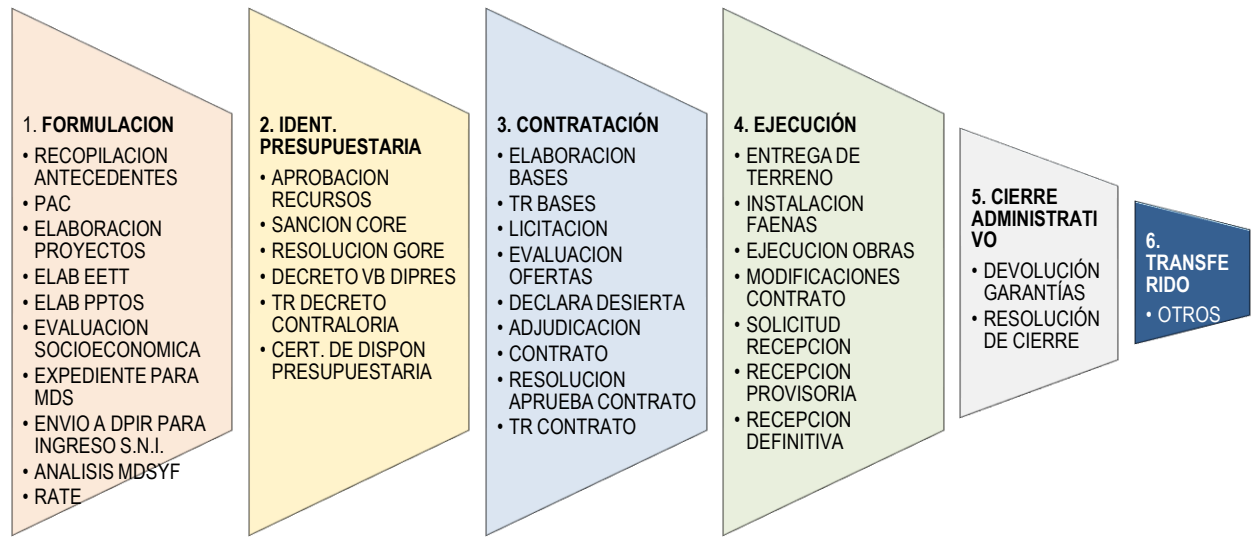 1. FORMULACION
• RECOPILACION
ANTECEDENTES
• PAC
• ELABORACION
PROYECTOS
• ELAB EETT
• ELAB PPTOS
• EVALUACION
SOCIOECONOMICA
• EXPEDIENTE PARA
MDS
• ENVIO A DPIR PARA
INGRESO S.N.I.
• ANALISIS MDSYF
• RATE
2. IDENT.
PRESUPUESTARIA
• APROBACION
RECURSOS
• SANCION CORE
• RESOLUCION GORE
• DECRETO VB DIPRES
• TR DECRETO
CONTRALORIA
• CERT. DE DISPON
PRESUPUESTARIA
3. CONTRATACIÓN
• ELABORACION
BASES
• TR BASES
• LICITACION
• EVALUACION
OFERTAS
• DECLARA DESIERTA
• ADJUDICACION
• CONTRATO
• RESOLUCION
APRUEBA CONTRATO
• TR CONTRATO
4. EJECUCIÓN
• ENTREGA DE
TERRENO
• INSTALACION
FAENAS
• EJECUCION OBRAS
• MODIFICACIONES
CONTRATO
• SOLICITUD
RECEPCION
• RECEPCION
PROVISORIA
• RECEPCION
DEFINITIVA
5. CIERRE
ADMINISTRATI
VO
• DEVOLUCIÓN
GARANTÍAS
• RESOLUCIÓN
DE CIERRE
6.
TRANSFE
RIDO
• OTROS